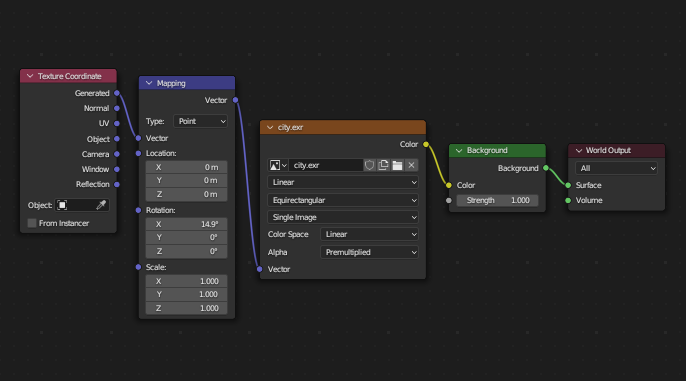 Texture Coordinate
Generated
Normal
UV
Object
Camera
Window
Reflection
Object:
From Instancer
Mapping
Vector
Type: Point
Vector
Location:
X 0 m
Y 0 m
Z 0 m
Rotation:
X 14.9°
Y 0°
Z 0°
Scale:
X 1.000
Y 1.000
Z 1.000
city.exr
Color
city.exr
Linear
Equirectangular
Single Image
Color Space Linear
Alpha Premultiplied
Vector
Background
Background
Color
Strength 1.000
World Output
All
Surface
Volume